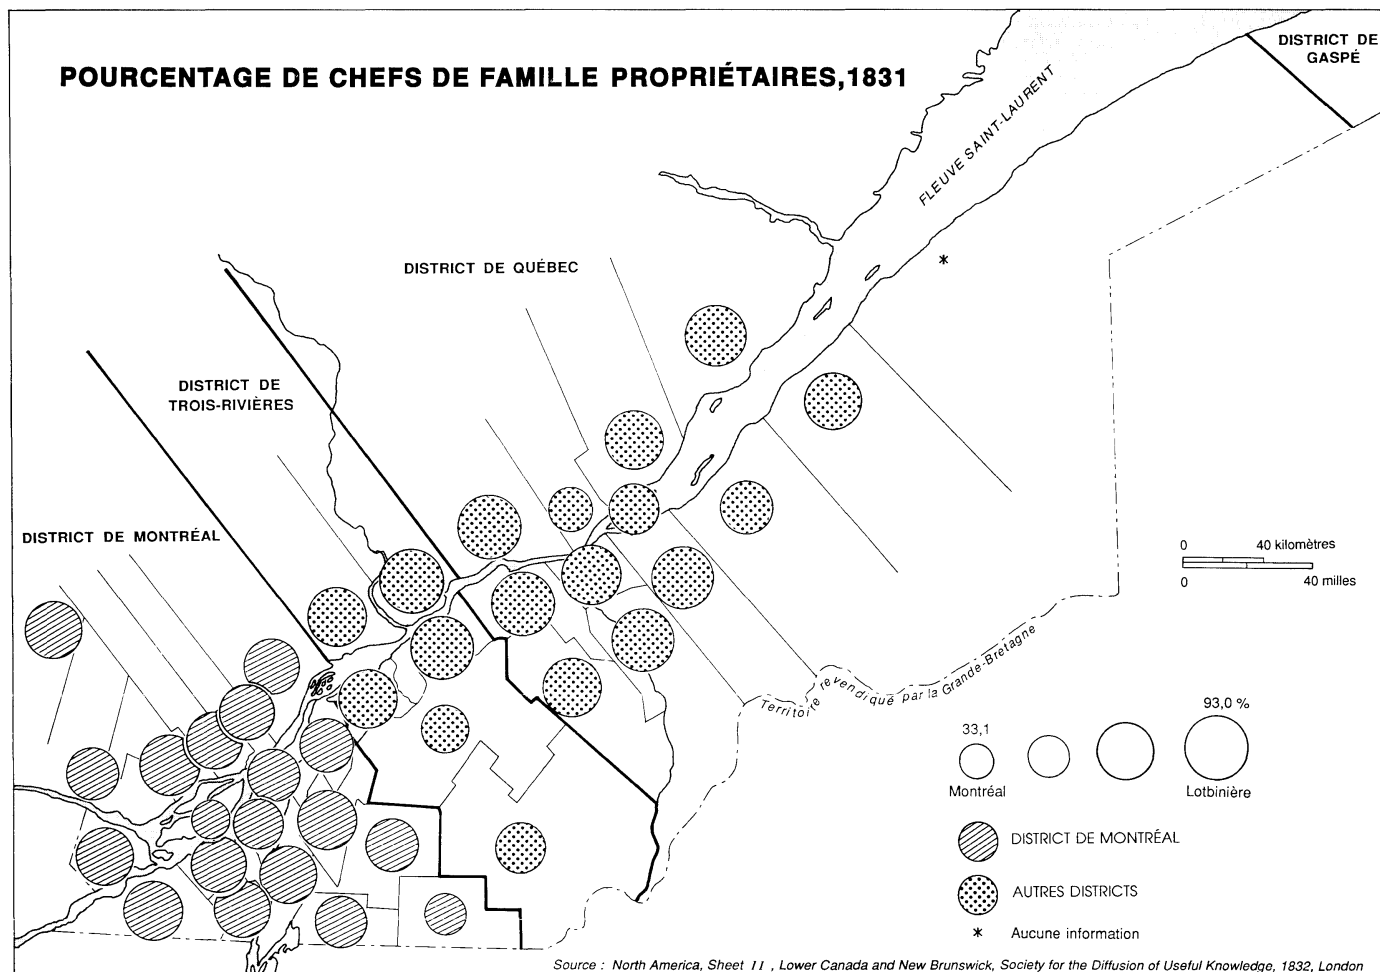 POURCENTAGE DE CHEFS DE FAMILLE PROPRIÉTAIRES,1831
DISTRICT DE
GASPÉ
FLEUVE SAINT-LAURENT
DISTRICT DE QUÉBEC
*
DISTRICT DE
TROIS-RIVIÈRES
DISTRICT DE MONTRÉAL
0 40 kilomètres
0 40 milles
Territoire revendiqué par la Grande-Bretagne
33,1
93,0 %
Montréal
Lotbinière
DISTRICT DE MONTRÉAL
AUTRES DISTRICTS
* Aucune information
Source : North America, Sheet II , Lower Canada and New Brunswick, Society for the Diffusion of Useful Knowledge, 1832, London